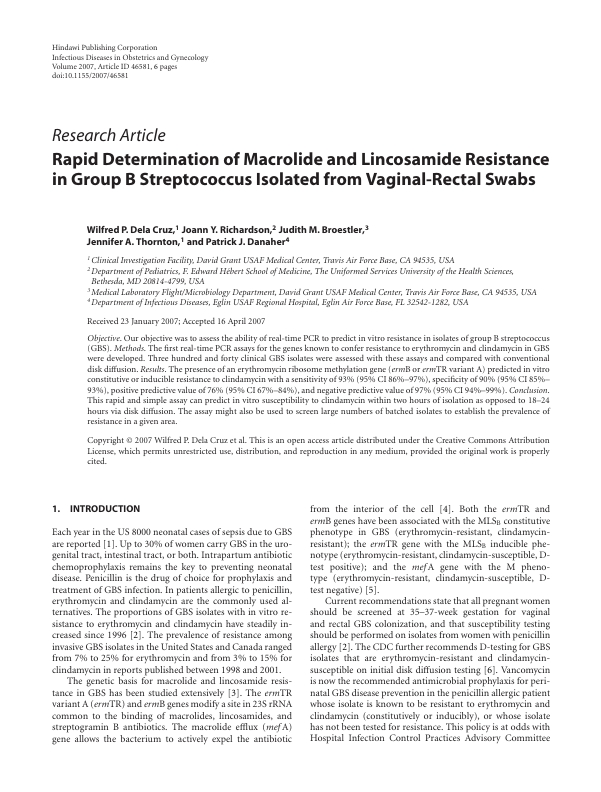 Hindawi Publishing Corporation
Infectious Diseases in Obstetrics and Gynecology
Volume 2007, Article ID 46581, 6 pages
doi:10.1155/2007/46581
Research Article
Rapid Determination of Macrolide and Lincosamide Resistance
in Group B Streptococcus Isolated from Vaginal-Rectal Swabs
Wilfred P. Dela Cruz,1 Joann Y. Richardson,2 Judith M. Broestler,3
Jennifer A. Thornton,1 and Patrick J. Danaher4
1 Clinical Investigation Facility, David Grant USAF Medical Center, Travis Air Force Base, CA 94535, USA
2 Department of Pediatrics, F. Edward Hébert School of Medicine, The Uniformed Services University of the Health Sciences,
Bethesda, MD 20814-4799, USA
3 Medical Laboratory Flight/Microbiology Department, David Grant USAF Medical Center, Travis Air Force Base, CA 94535, USA
4 Department of Infectious Diseases, Eglin USAF Regional Hospital, Eglin Air Force Base, FL 32542-1282, USA
Received 23 January 2007; Accepted 16 April 2007
Objective. Our objective was to assess the ability of real-time PCR to predict in vitro resistance in isolates of group B streptococcus
(GBS). Methods. The first real-time PCR assays for the genes known to confer resistance to erythromycin and clindamycin in GBS
were developed. Three hundred and forty clinical GBS isolates were assessed with these assays and compared with conventional
disk diffusion. Results. The presence of an erythromycin ribosome methylation gene (ermB or ermTR variant A) predicted in vitro
constitutive or inducible resistance to clindamycin with a sensitivity of 93% (95% CI 86%–97%), specificity of 90% (95% CI 85%–
93%), positive predictive value of 76% (95% CI 67%–84%), and negative predictive value of 97% (95% CI 94%–99%). Conclusion.
This rapid and simple assay can predict in vitro susceptibility to clindamycin within two hours of isolation as opposed to 18–24
hours via disk diffusion. The assay might also be used to screen large numbers of batched isolates to establish the prevalence of
resistance in a given area.
Copyright © 2007 Wilfred P. Dela Cruz et al. This is an open access article distributed under the Creative Commons Attribution
License, which permits unrestricted use, distribution, and reproduction in any medium, provided the original work is properly
cited.
1. INTRODUCTION
Each year in the US 8000 neonatal cases of sepsis due to GBS
are reported [1]. Up to 30% of women carry GBS in the uro-
genital tract, intestinal tract, or both. Intrapartum antibiotic
chemoprophylaxis remains the key to preventing neonatal
disease. Penicillin is the drug of choice for prophylaxis and
treatment of GBS infection. In patients allergic to penicillin,
erythromycin and clindamycin are the commonly used al-
ternatives. The proportions of GBS isolates with in vitro re-
sistance to erythromycin and clindamycin have steadily in-
creased since 1996 [2]. The prevalence of resistance among
invasive GBS isolates in the United States and Canada ranged
from 7% to 25% for erythromycin and from 3% to 15% for
clindamycin in reports published between 1998 and 2001.
The genetic basis for macrolide and lincosamide resis-
tance in GBS has been studied extensively [3]. The ermTR
variant A (ermTR) and ermB genes modify a site in 23S rRNA
common to the binding of macrolides, lincosamides, and
streptogramin B antibiotics. The macrolide efflux (mefA)
gene allows the bacterium to actively expel the antibiotic
from the interior of the cell [4]. Both the ermTR and
ermB genes have been associated with the MLSB constitutive
phenotype in GBS (erythromycin-resistant, clindamycin-
resistant); the ermTR gene with the MLSB inducible phe-
notype (erythromycin-resistant, clindamycin-susceptible, D-
test positive); and the mefA gene with the M pheno-
type (erythromycin-resistant, clindamycin-susceptible, D-
test negative) [5].
Current recommendations state that all pregnant women
should be screened at 35–37-week gestation for vaginal
and rectal GBS colonization, and that susceptibility testing
should be performed on isolates from women with penicillin
allergy [2]. The CDC further recommends D-testing for GBS
isolates that are erythromycin-resistant and clindamycin-
susceptible on initial disk diffusion testing [6]. Vancomycin
is now the recommended antimicrobial prophylaxis for peri-
natal GBS disease prevention in the penicillin allergic patient
whose isolate is known to be resistant to erythromycin and
clindamycin (constitutively or inducibly), or whose isolate
has not been tested for resistance. This policy is at odds with
Hospital Infection Control Practices Advisory Committee